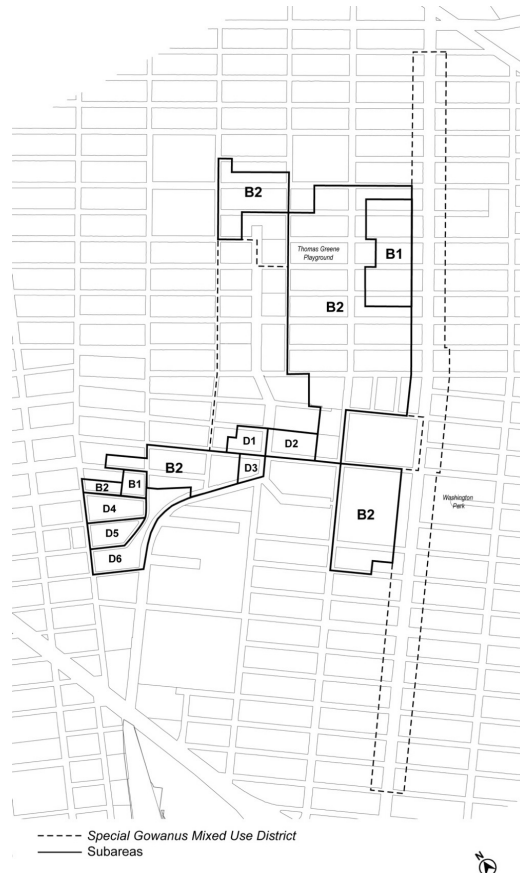 B2
Thomas Greene
Playground
B1
B2
D1
D2
B2
D3
B1
B2
D4
B2
Washington
Park
D5
D6
Special Gowanus Mixed Use District
Subareas
N